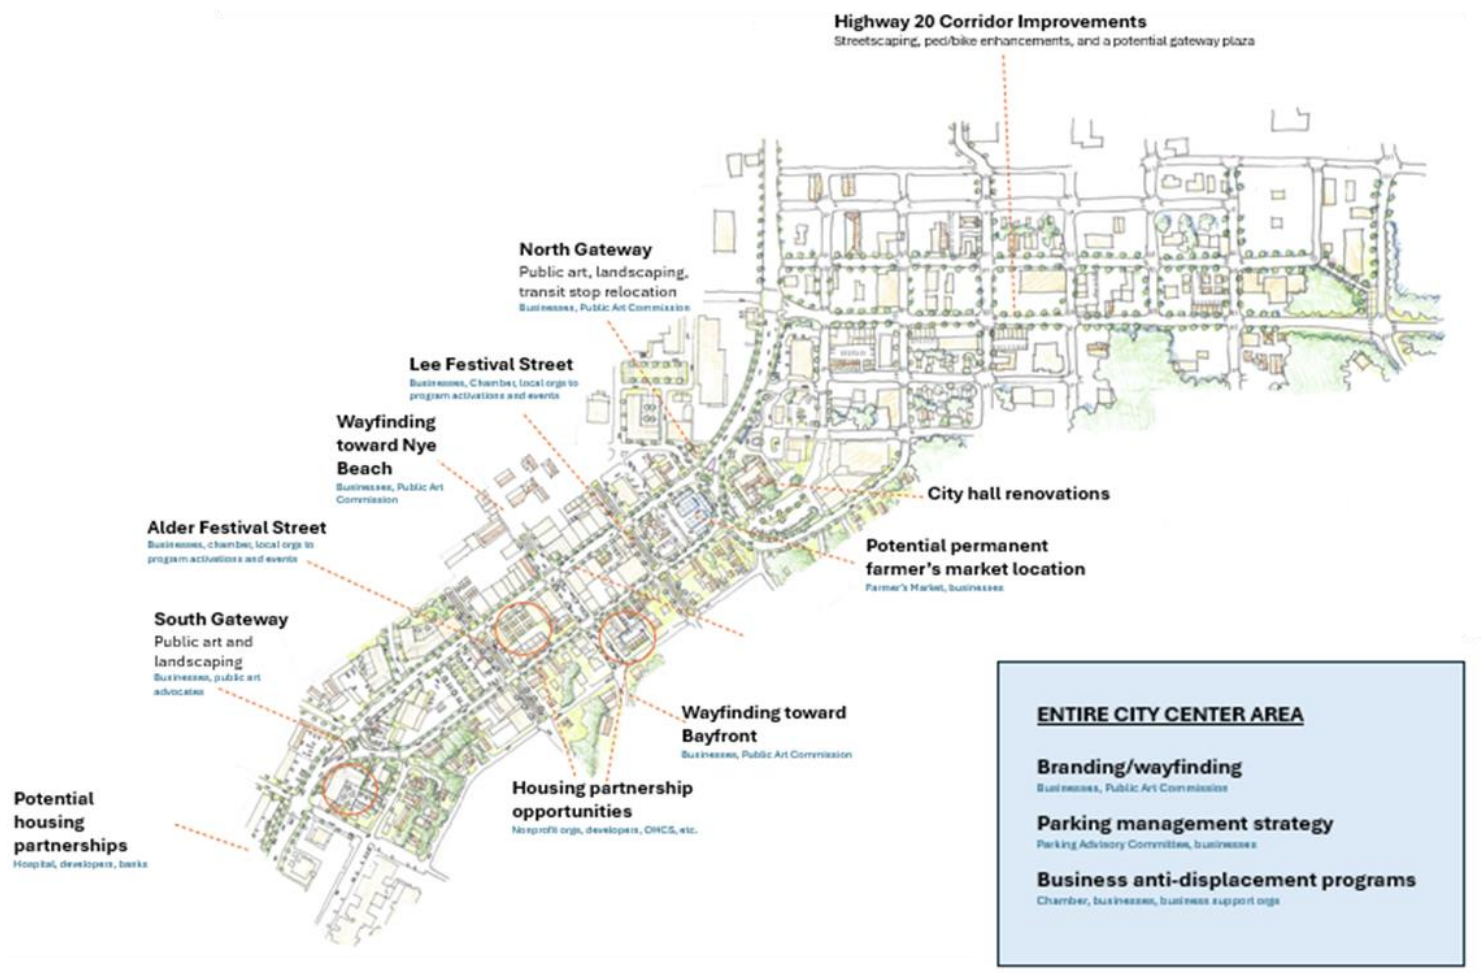 Highway 20 Corridor Improvements
Streetscaping, ped/bike enhancements, and a potential gateway plaza
North Gateway
Public art, landscaping,
transit stop relocation
Businesses, Public Art Commission
Lee Festival Street
Businesses, Chamber, local orgs to
program activations and events
Wayfinding
toward Nye
Beach
Businesses, Public Art
Commission
City hall renovations
Alder Festival Street
Businesses, chamber, local orgs to
program activations and events
Potential permanent
farmer's market location
Farmer's Market, businesses
South Gateway
Public art and
landscaping
Businesses, public art
advocates
Wayfinding toward
Bayfront
Businesses, Public Art Commission
Housing partnership
opportunities
Nonprofit orgs, developers, OHCS, etc.
Potential
housing
partnerships
Hospital, developers, banks
ENTIRE CITY CENTER AREA
Branding/wayfinding
Businesses, Public Art Commission
Parking management strategy
Parking Advisory Committee, businesses
Business anti-displacement programs
Chamber, businesses, business support orgs